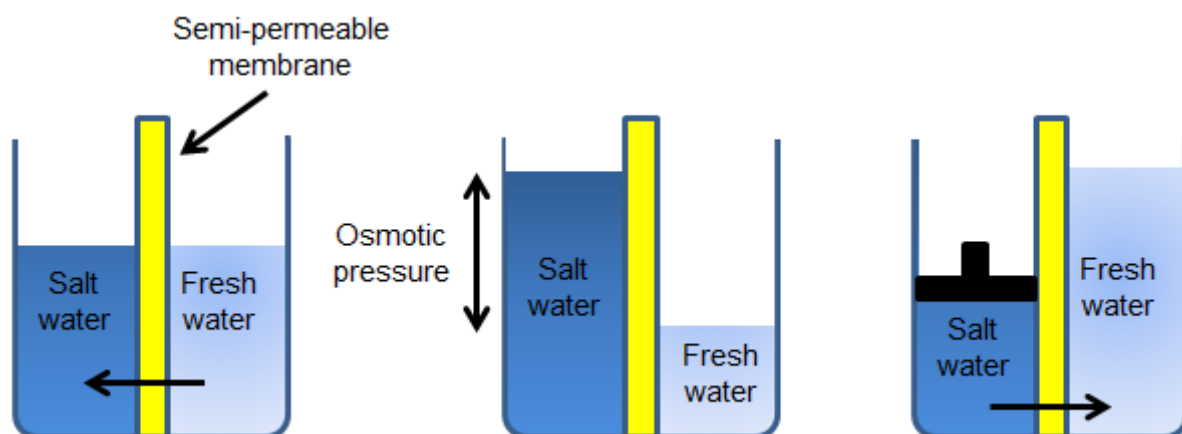 Semi-permeable
membrane
Salt
water
Fresh
water
Osmotic
pressure
Salt
water
Fresh
water
Salt
water
Fresh
water